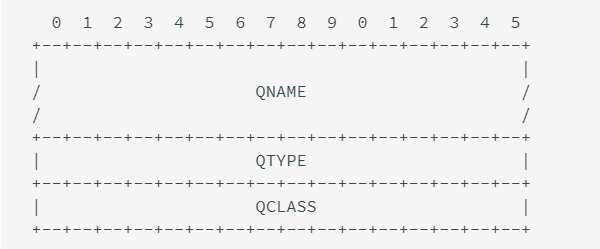 0  1  2  3  4  5  6  7  8  9  0  1  2  3  4  5
+--+--+--+--+--+--+--+--+--+--+--+--+--+--+--+--+
|                                               |
/                     QNAME                     /
/                                               /
+--+--+--+--+--+--+--+--+--+--+--+--+--+--+--+--+
|                     QTYPE                     |
+--+--+--+--+--+--+--+--+--+--+--+--+--+--+--+--+
|                     QCLASS                    |
+--+--+--+--+--+--+--+--+--+--+--+--+--+--+--+--+